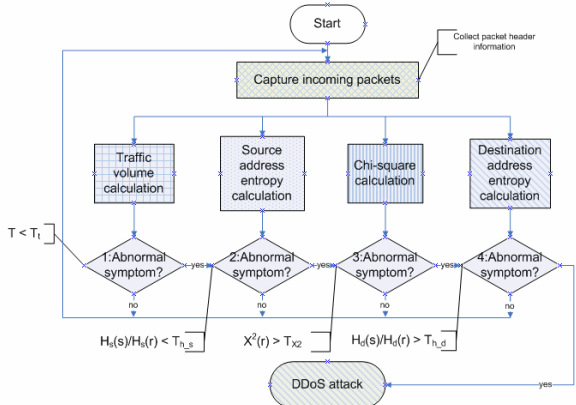 Start
Collect packet header
information
Capture incoming packets
Traffic
volume
calculation
Source
address
entropy
calculation
Chi-square
calculation
Destination
address
entropy
calculation
T < Tt
1:Abnormal
symptom?
yes
2:Abnormal
symptom?
yes
3:Abnormal
symptom?
yes
4:Abnormal
symptom?
no
no
no
no
Hs(s)/Hs(r) < Th_s
X²(r) > TX2
Hd(s)/Hd(r) > Th_d
DDoS attack
yes